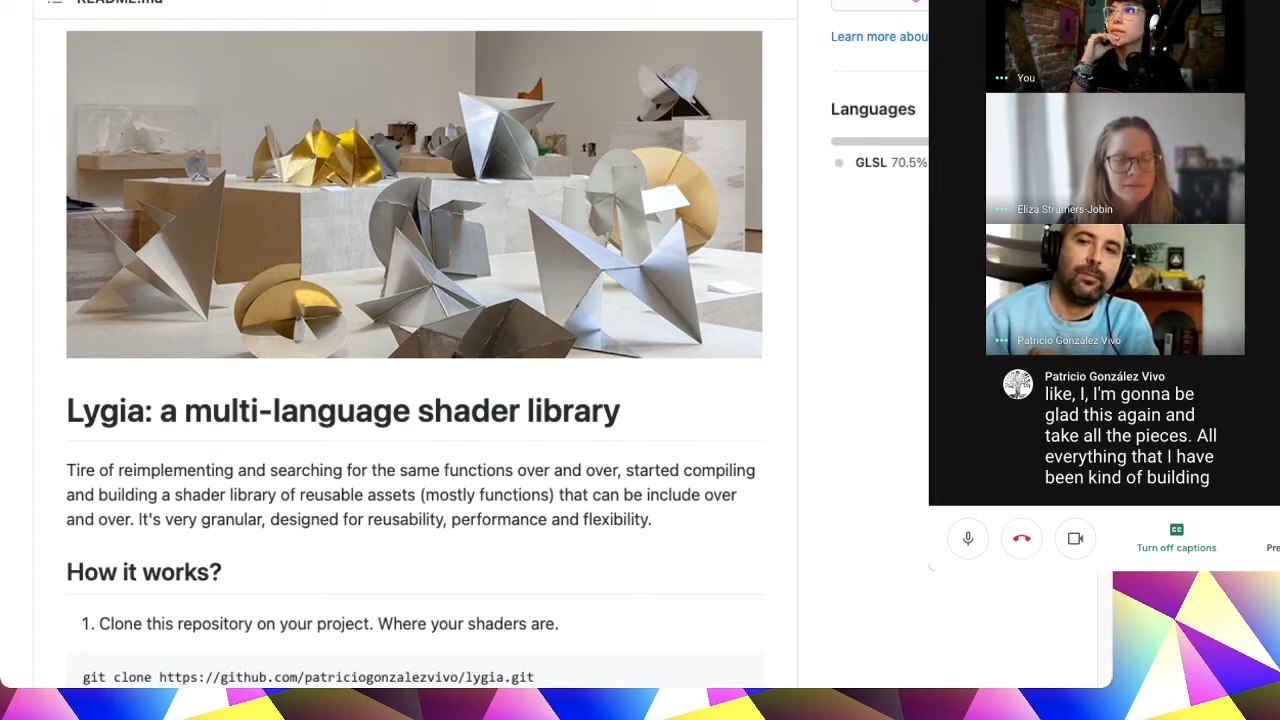 README.md
Lygia: a multi-language shader library
Tire of reimplementing and searching for the same functions over and over, started compiling
and building a shader library of reusable assets (mostly functions) that can be include over
and over. It's very granular, designed for reusability, performance and flexibility.
How it works?
1. Clone this repository on your project. Where your shaders are.
git clone https://github.com/patriciogonzalezvivo/lygia.git
Learn more abou
Languages
GLSL 70.5%
You
Eliza Struthers-Jobin
Patricio González Vivo
Patricio González Vivo
like, I, I'm gonna be
glad this again and
take all the pieces. All
everything that I have
been kind of building
Turn off captions
Pre